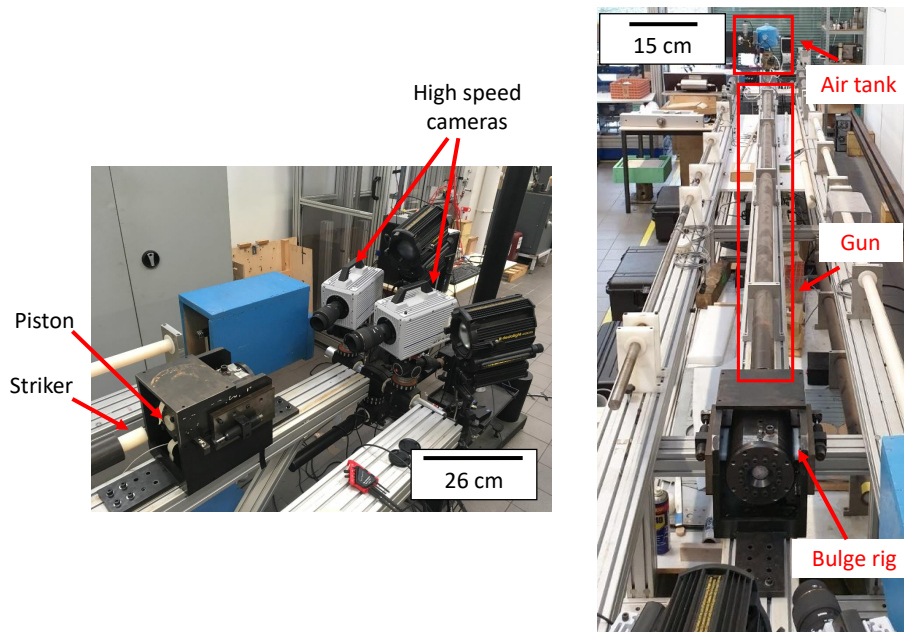 High speed
cameras
Piston
Striker
26 cm
15 cm
Air tank
Gun
Bulge rig